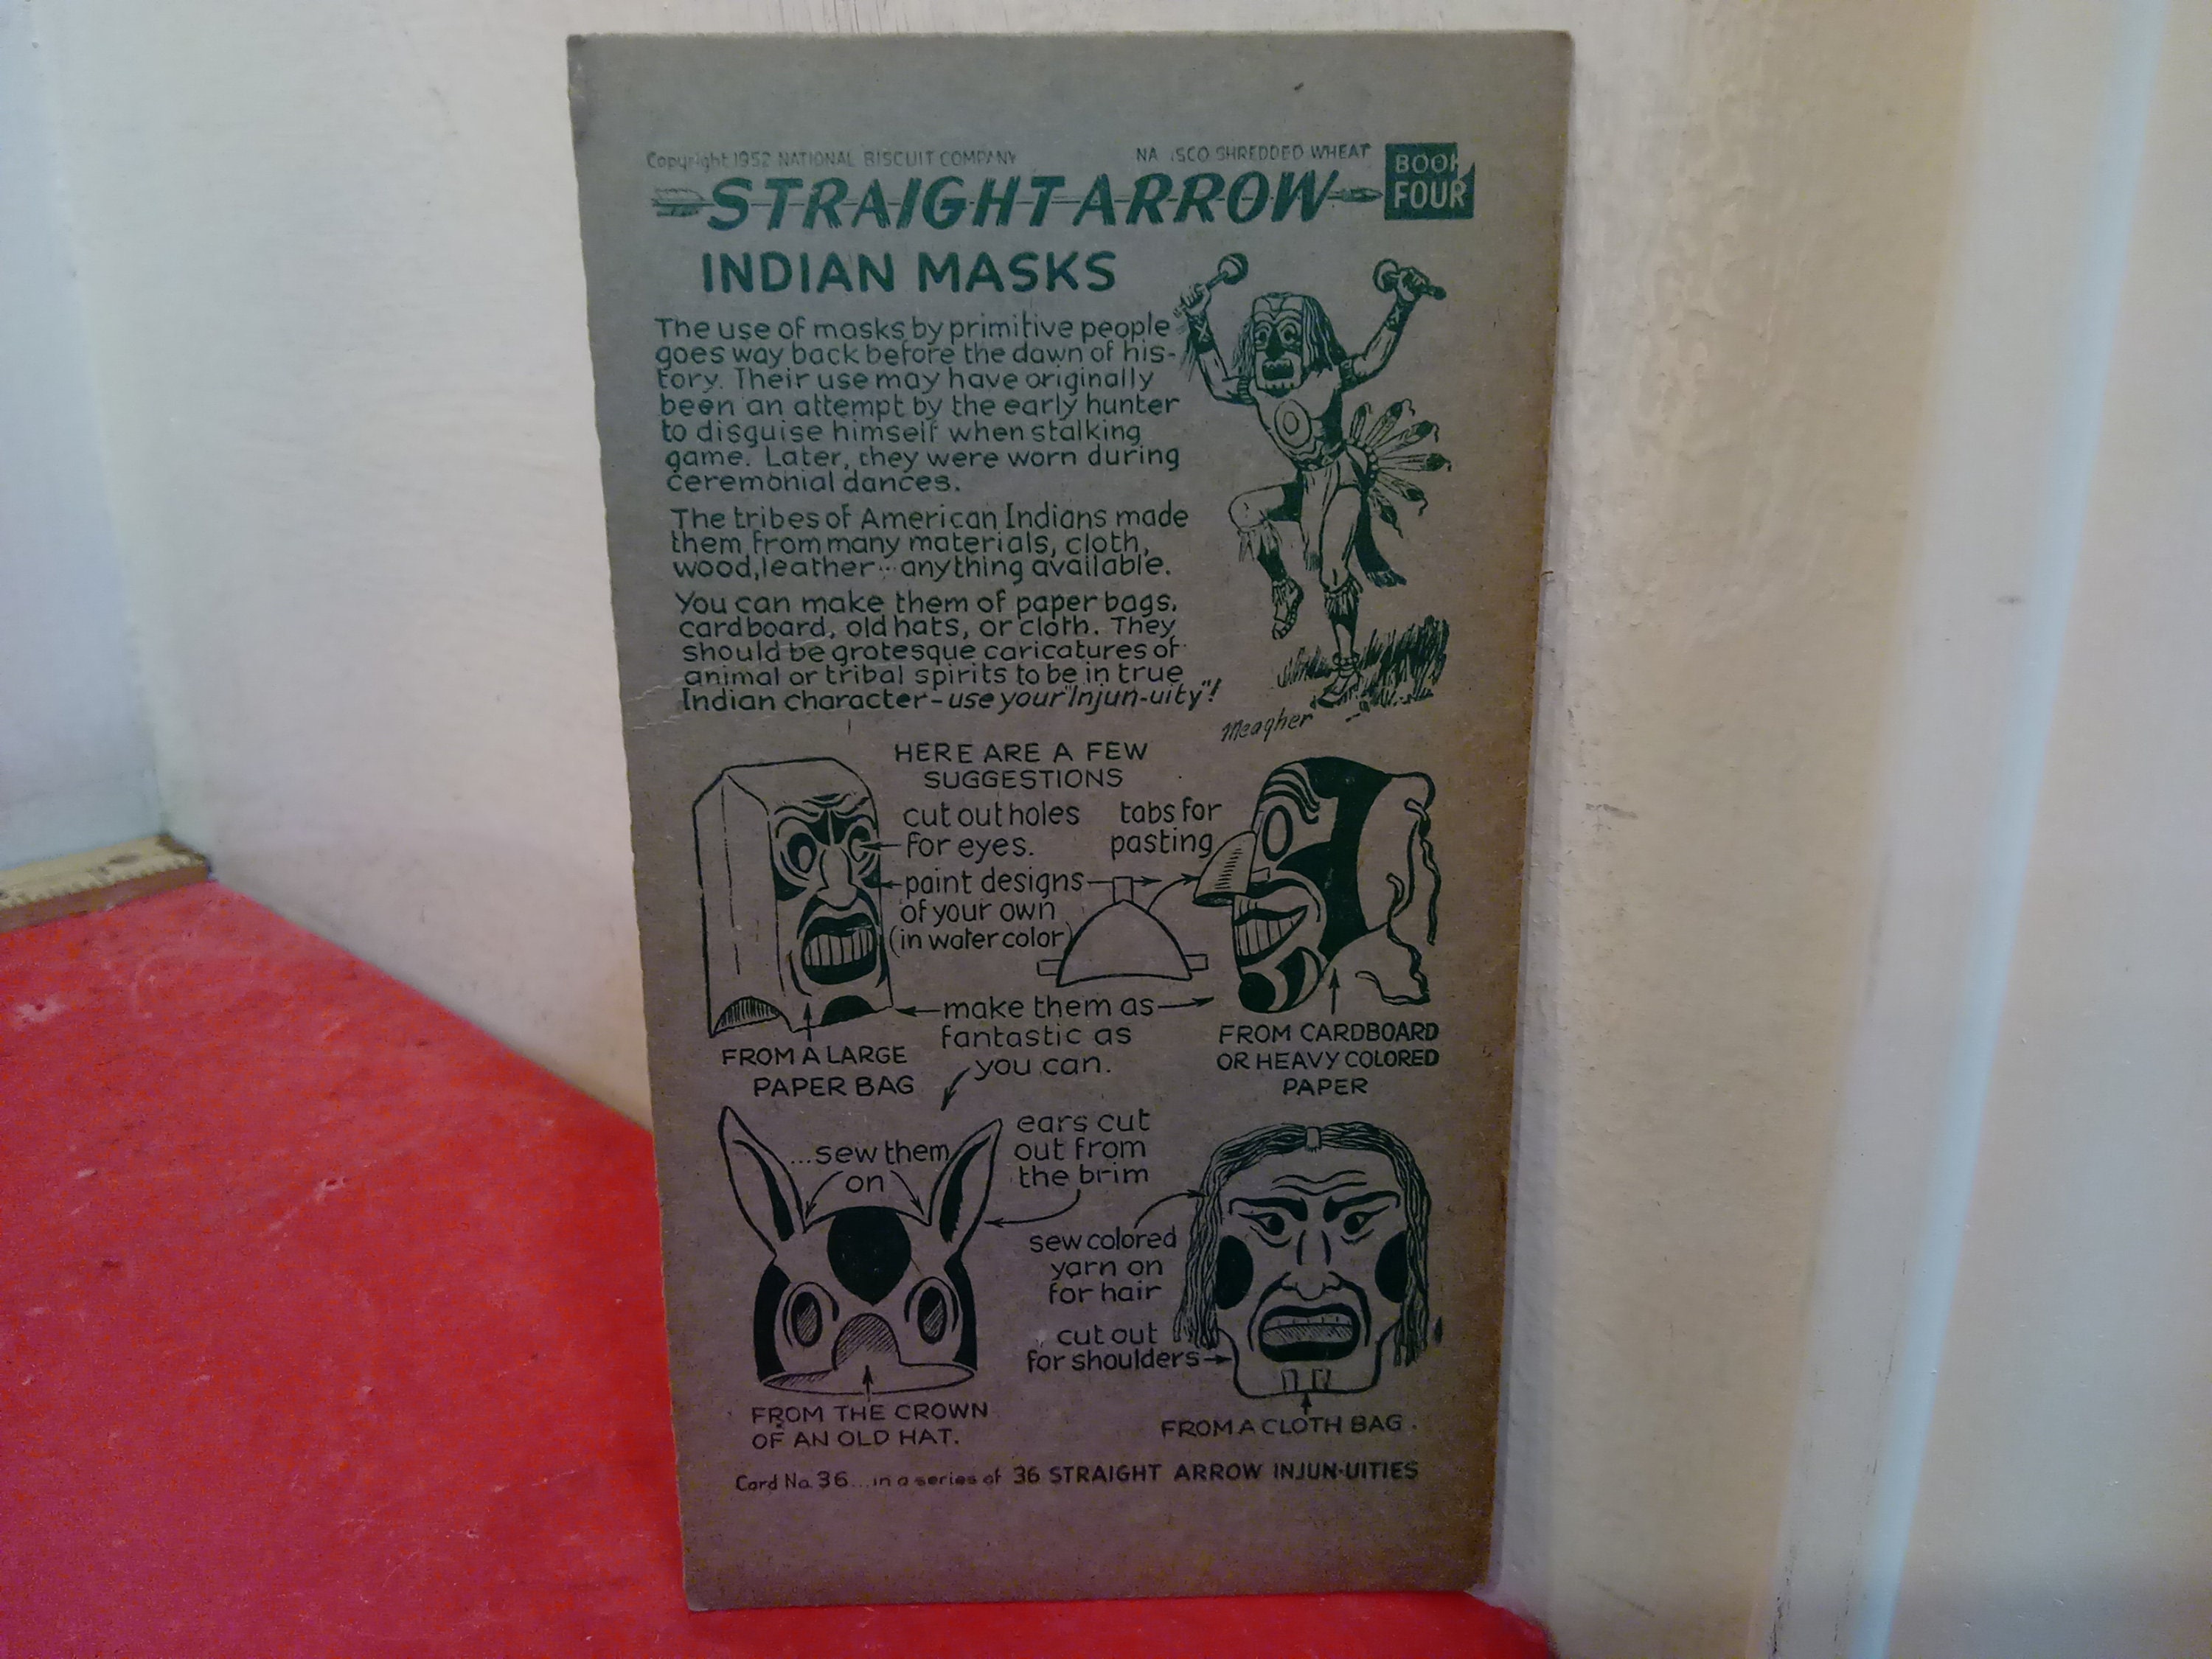 Copyright 1952 NATIONAL BISCUIT COMPANY
NA ISCO SHREDDED WHEAT
STRAIGHT ARROW
BOOK FOUR
INDIAN MASKS
The use of masks by primitive people
goes way back before the dawn of his-
tory. Their use may have originally
been an attempt by the early hunter
to disguise himself when stalking
game. Later, they were worn during
ceremonial dances.
The tribes of American Indians made
them from many materials, cloth,
wood, leather--anything available.
You can make them of paper bags,
cardboard, old hats, or cloth. They
should be grotesque caricatures of
animal or tribal spirits to be in true
Indian character-use your "Injun-uity"!
Meagher
HERE ARE A FEW
SUGGESTIONS
cut out holes
for eyes.
tabs for
pasting
paint designs
of your own
(in water color)
make them as
fantastic as
you can.
FROM A LARGE
PAPER BAG
FROM CARDBOARD
OR HEAVY COLORED
PAPER
...sew them
on
ears cut
out from
the brim
sew colored
yarn on
for hair
cut out
for shoulders
FROM THE CROWN
OF AN OLD HAT.
FROM A CLOTH BAG.
Card No. 36...in a series of 36 STRAIGHT ARROW INJUN-UITIES